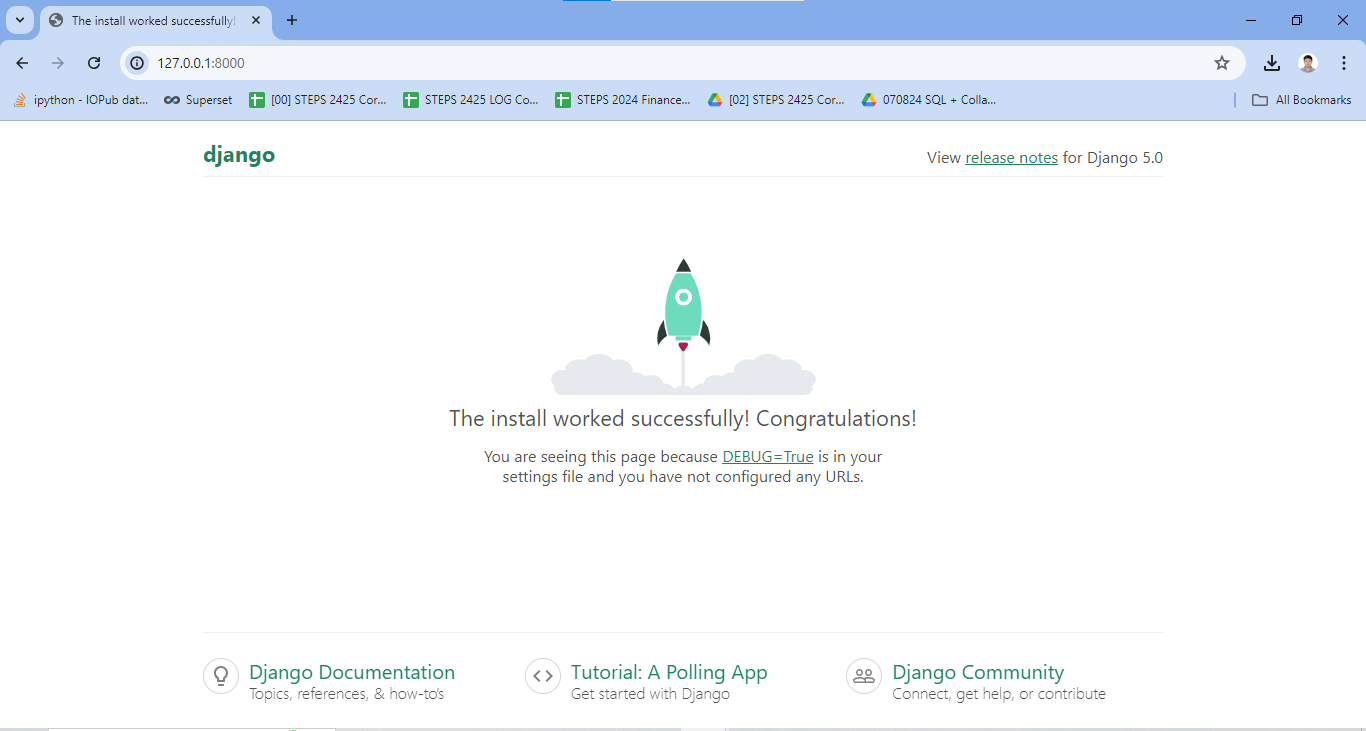 The install worked successfully!
127.0.0.1:8000
ipython - IOPub dat...
Superset
[00] STEPS 2425 Cor...
STEPS 2425 LOG Co...
STEPS 2024 Finance...
[02] STEPS 2425 Cor...
070824 SQL + Colla...
All Bookmarks
django
View release notes for Django 5.0
The install worked successfully! Congratulations!
You are seeing this page because DEBUG=True is in your
settings file and you have not configured any URLs.
Django Documentation
Topics, references, & how-to's
Tutorial: A Polling App
Get started with Django
Django Community
Connect, get help, or contribute